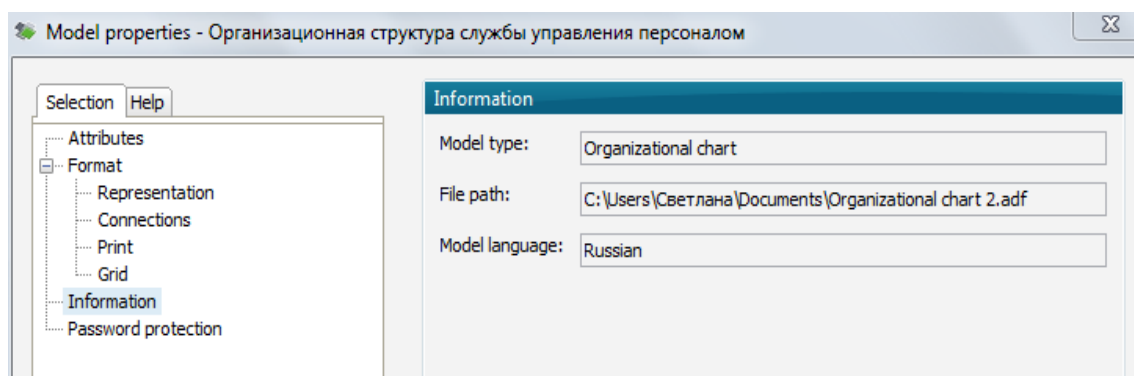 Model properties - Организационная структура службы управления персоналом
Selection Help
Attributes
Format
Representation
Connections
Print
Grid
Information
Password protection
Information
Model type: Organizational chart
File path: C:\Users\Светлана\Documents\Organizational chart 2.adf
Model language: Russian